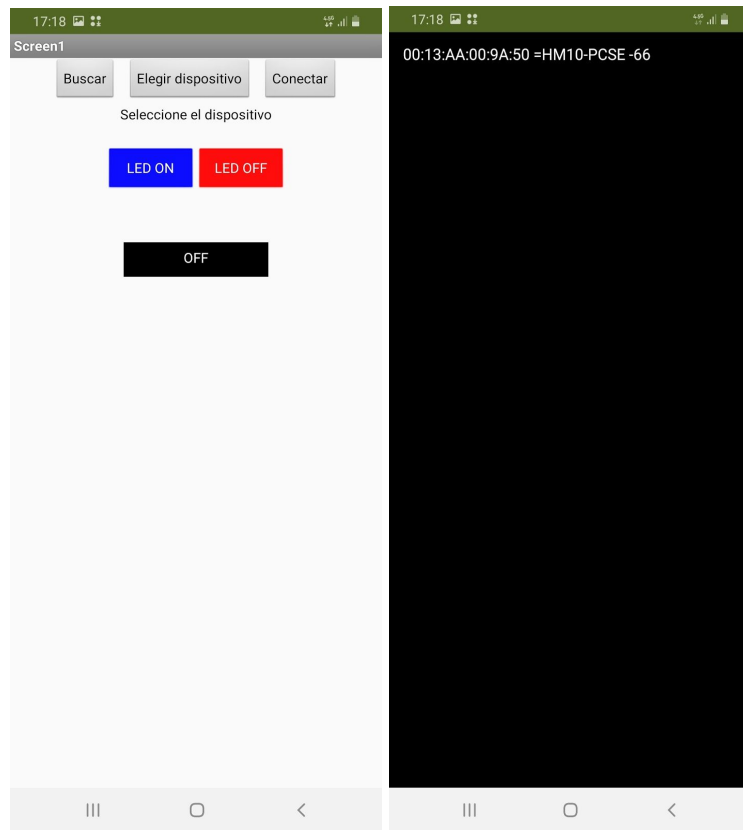 17:18
Screen1
Buscar Elegir dispositivo Conectar
Seleccione el dispositivo
LED ON LED OFF
OFF
17:18
00:13:AA:00:9A:50 =HM10-PCSE -66